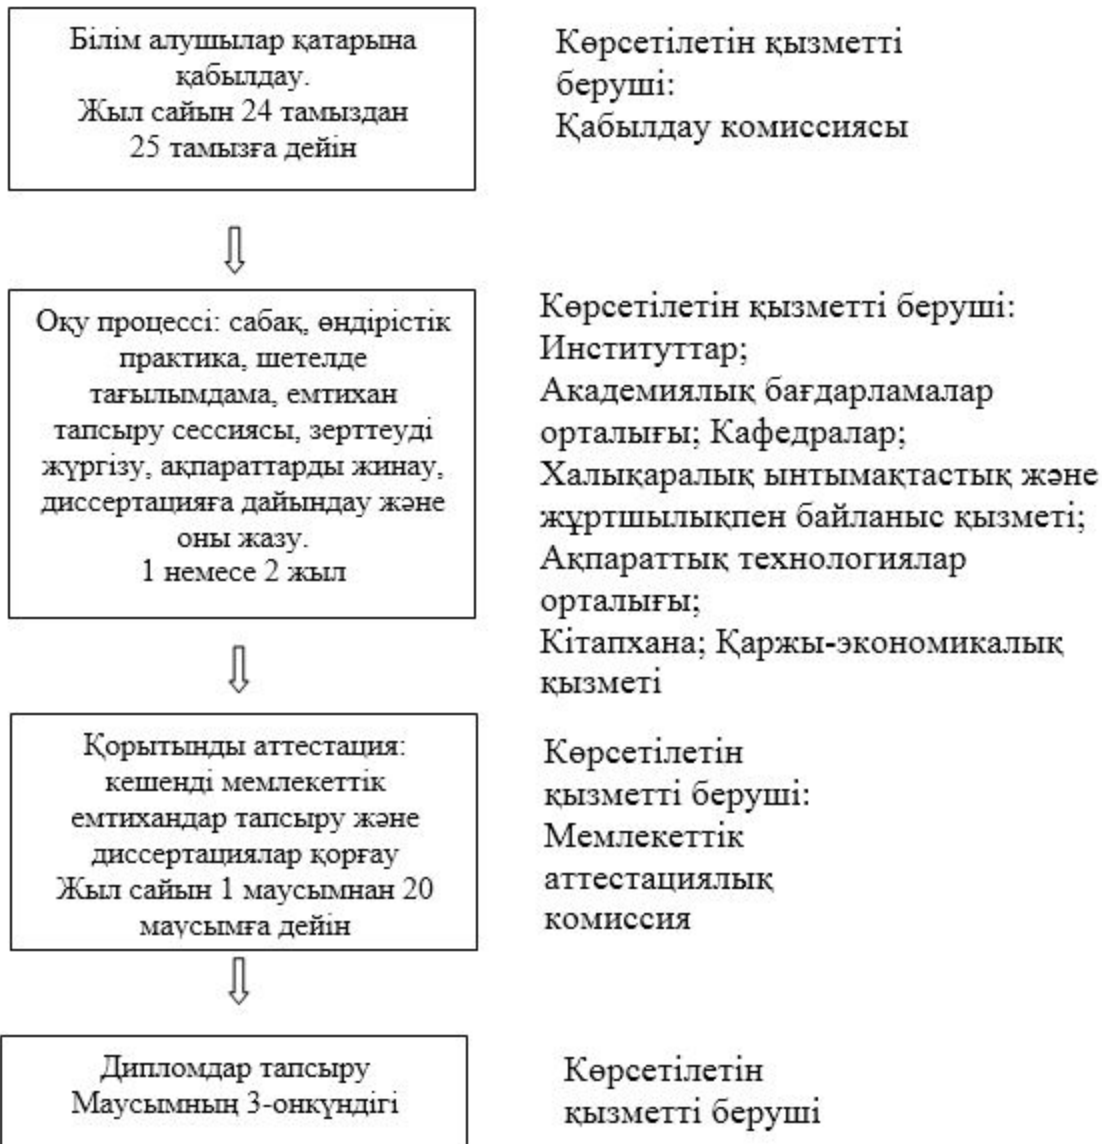 Білім алушылар қатарына
қабылдау.
Жыл сайын 24 тамыздан
25 тамызға дейін
Көрсетілетін қызметті
беруші:
Қабылдау комиссиясы
Оқу процессі: сабақ, өндірістік
практика, шетелде
тағылымдама, емтихан
тапсыру сессиясы, зерттеуді
жүргізу, ақпараттарды жинау,
диссертацияға дайындау және
оны жазу.
1 немесе 2 жыл
Көрсетілетін қызметті беруші:
Институттар;
Академиялық бағдарламалар
орталығы; Кафедралар;
Халықаралық ынтымақтастық және
жұртшылықпен байланыс қызметі;
Ақпараттық технологиялар
орталығы;
Кітапхана; Қаржы-экономикалық
қызметі
Қорытынды аттестация:
кешенді мемлекеттік
емтихандар тапсыру және
диссертациялар қорғау
Жыл сайын 1 маусымнан 20
маусымға дейін
Көрсетілетін
қызметті беруші:
Мемлекеттік
аттестациялық
комиссия
Дипломдар тапсыру
Маусымның 3-онкүндігі
Көрсетілетін
қызметті беруші